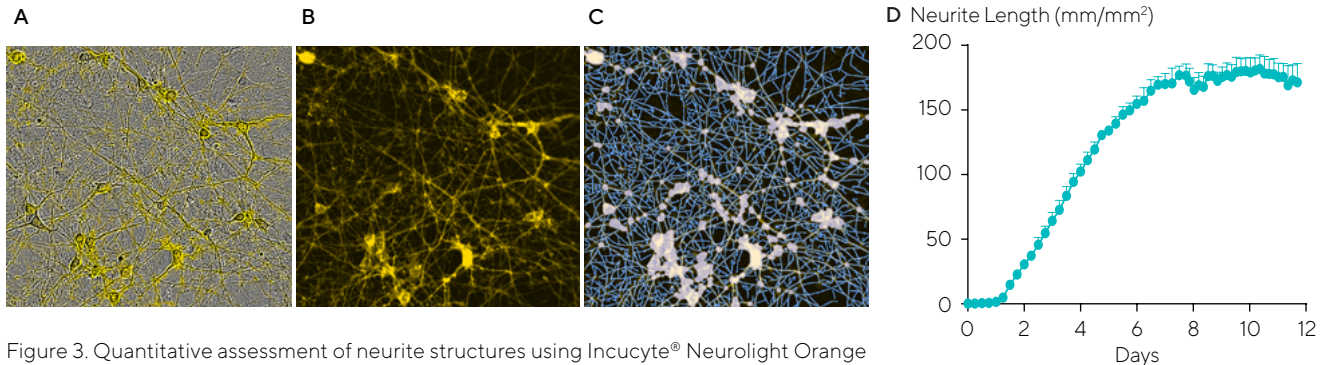 A
B
C
D Neurite Length (mm/mm²)
200
150
100
50
0
0 2 4 6 8 10 12
Days
Figure 3. Quantitative assessment of neurite structures using Incucyte® Neurolight Orange